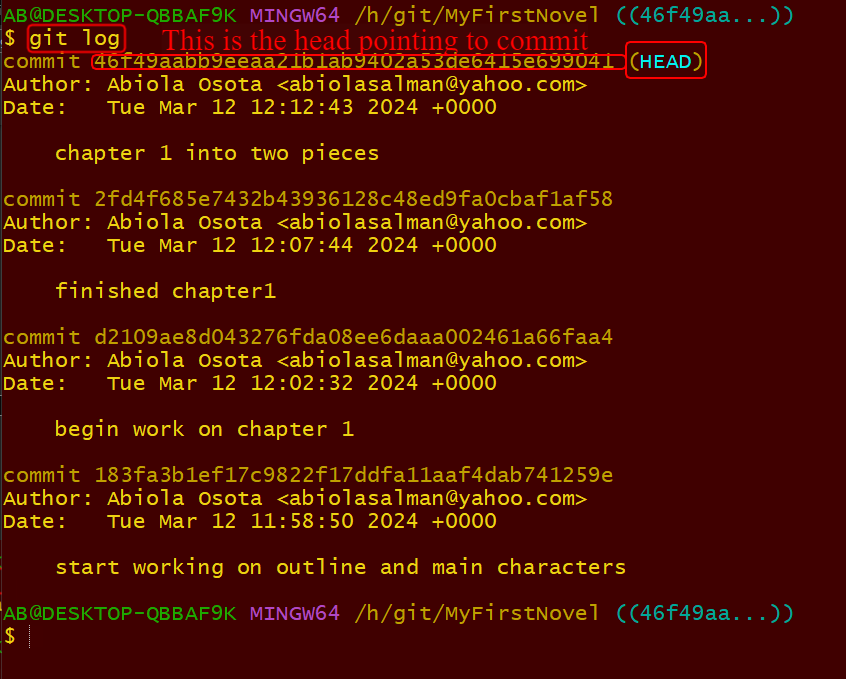 AB@DESKTOP-QBBAF9K MINGW64 /h/git/MyFirstNovel ((46f49aa...))
$ git log
This is the head pointing to commit
commit 46f49aabb9eeaa21b1ab9402a53de6415e699041 (HEAD)
Author: Abiola Osota <abiolasalman@yahoo.com>
Date:   Tue Mar 12 12:12:43 2024 +0000
    chapter 1 into two pieces
commit 2fd4f685e7432b43936128c48ed9fa0cbaf1af58
Author: Abiola Osota <abiolasalman@yahoo.com>
Date:   Tue Mar 12 12:07:44 2024 +0000
    finished chapter1
commit d2109ae8d043276fda08ee6daaa002461a66faa4
Author: Abiola Osota <abiolasalman@yahoo.com>
Date:   Tue Mar 12 12:02:32 2024 +0000
    begin work on chapter 1
commit 183fa3b1ef17c9822f17ddfa11aaf4dab741259e
Author: Abiola Osota <abiolasalman@yahoo.com>
Date:   Tue Mar 12 11:58:50 2024 +0000
    start working on outline and main characters
AB@DESKTOP-QBBAF9K MINGW64 /h/git/MyFirstNovel ((46f49aa...))
$